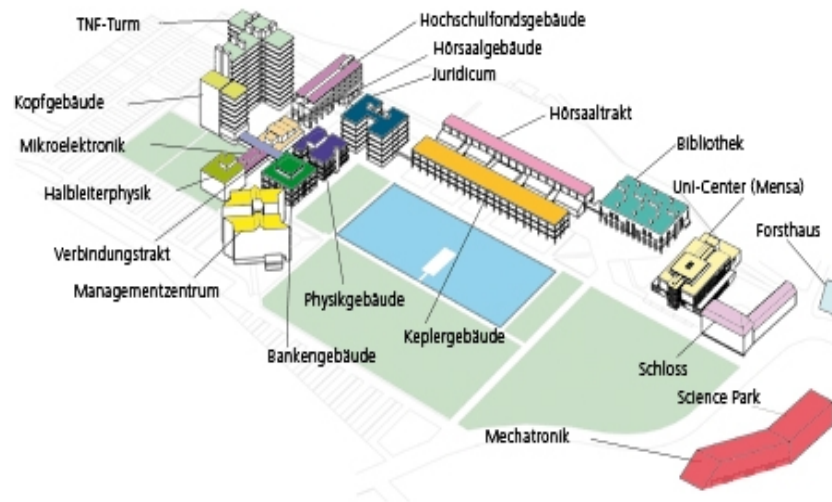 TNF-Turm
Hochschulfondsgebäude
Hörsaalgebäude
Juridicum
Kopfgebäude
Hörsaaltrakt
Mikroelektronik
Bibliothek
Halbleiterphysik
Uni-Center (Mensa)
Forsthaus
Verbindungstrakt
Managementzentrum
Physikgebäude
Keplergebäude
Bankengebäude
Schloss
Science Park
Mechatronik